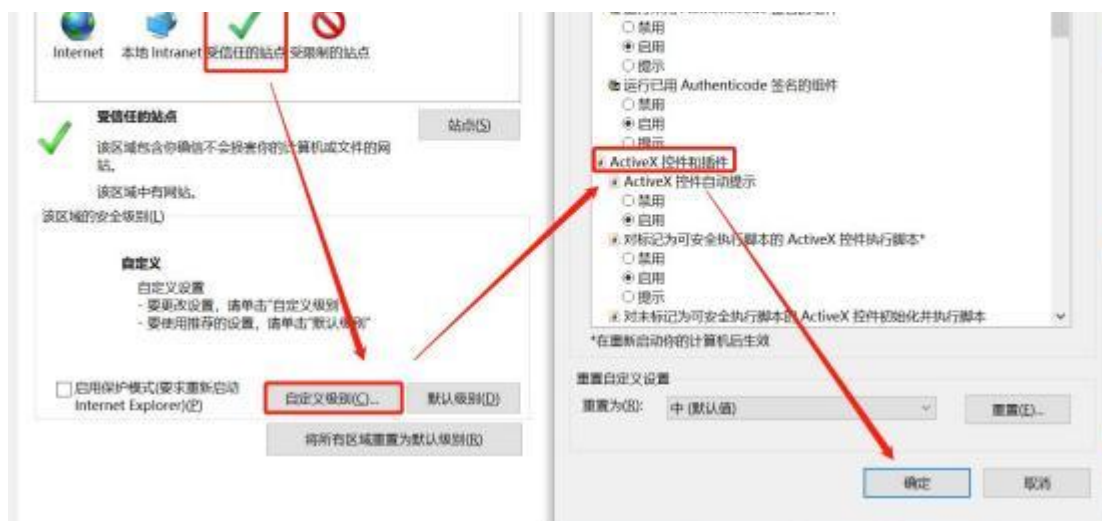 Internet
本地 Intranet
受信任的站点
受限制的站点
受信任的站点
站点(S)
该区域包含你确信不会损害你的计算机或文件的网
站。
该区域中有网站。
该区域的安全级别(L)
自定义
自定义设置
- 要更改设置，请单击"自定义级别"
- 要使用推荐的设置，请单击"默认级别"
启用保护模式(要求重新启动
Internet Explorer)(P)
自定义级别(C)...
默认级别(D)
将所有区域重置为默认级别(R)
Authenticode 签名的组件
禁用
启用
提示
运行已用 Authenticode 签名的组件
禁用
启用
提示
ActiveX 控件和插件
ActiveX 控件自动提示
禁用
启用
对标记为可安全执行脚本的 ActiveX 控件执行脚本*
禁用
启用
提示
对未标记为可安全执行脚本的 ActiveX 控件初始化并执行脚本
*在重新启动你的计算机后生效
重置自定义设置
重置为(R):
中 (默认值)
重置(E)...
确定
取消